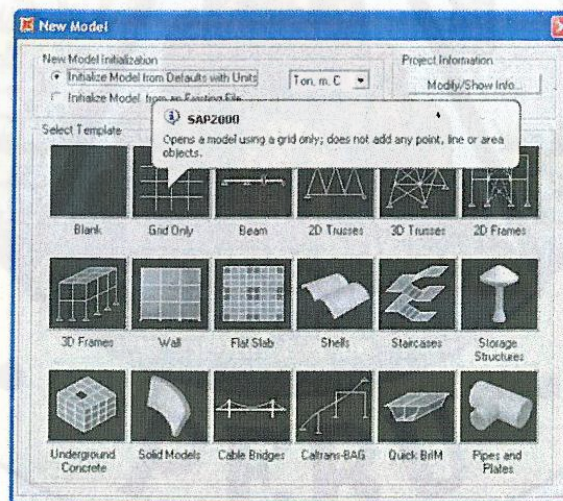 New Model
New Model Initialization
Project Information
Initialize Model from Defaults with Units
Ton, m, C
Modify/Show Info...
Initialize Model from an Existing File
Select Template
SAP2000
Opens a model using a grid only; does not add any point, line or area
objects.
Blank
Grid Only
Beam
2D Trusses
3D Trusses
2D Frames
3D Frames
Wall
Flat Slab
Shells
Staircases
Storage
Structures
Underground
Concrete
Solid Models
Cable Bridges
Caltrans-BAG
Quick BriM
Pipes and
Plates